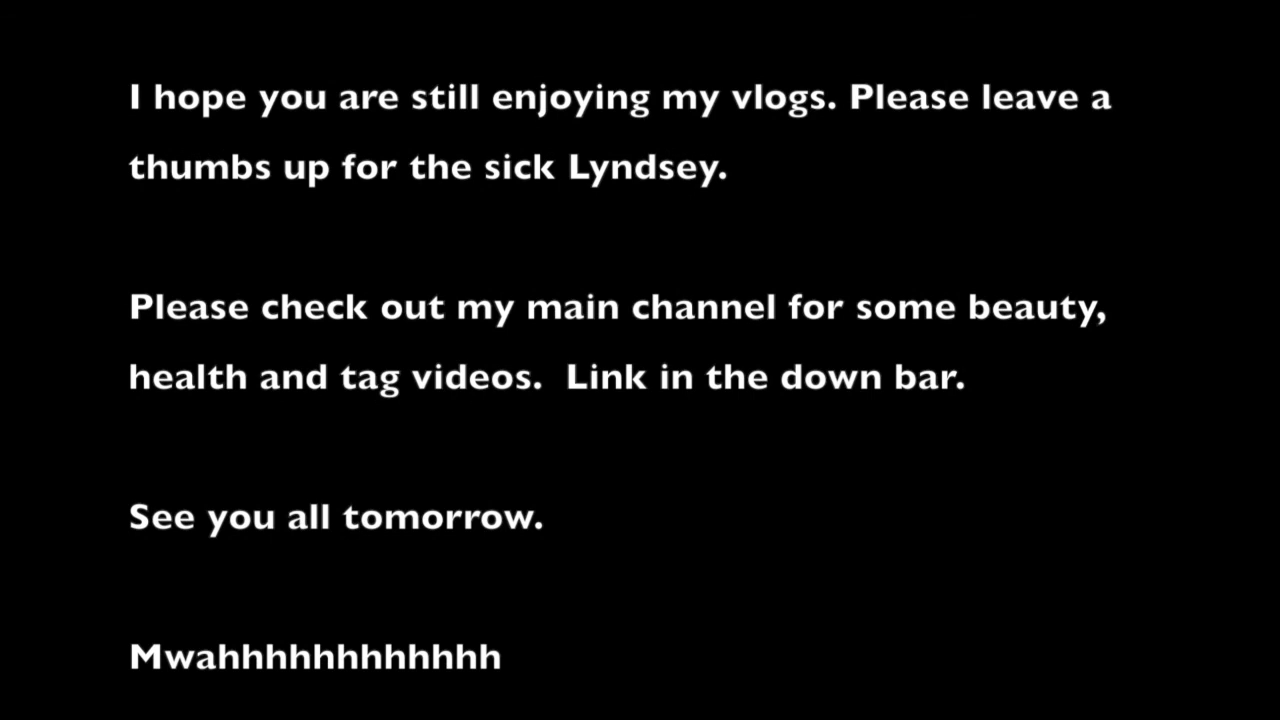 I hope you are still enjoying my vlogs. Please leave a
thumbs up for the sick Lyndsey.
Please check out my main channel for some beauty,
health and tag videos.  Link in the down bar.
See you all tomorrow.
Mwahhhhhhhhhhhhh